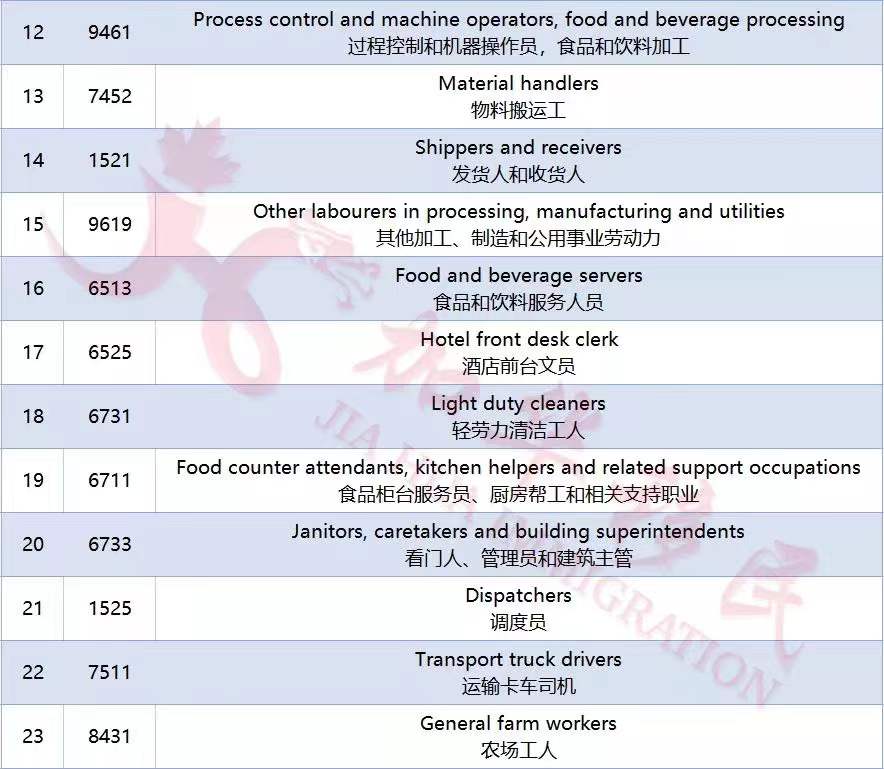 12 9461 Process control and machine operators, food and beverage processing
过程控制和机器操作员，食品和饮料加工
13 7452 Material handlers
物料搬运工
14 1521 Shippers and receivers
发货人和收货人
15 9619 Other labourers in processing, manufacturing and utilities
其他加工、制造和公用事业劳动力
16 6513 Food and beverage servers
食品和饮料服务人员
17 6525 Hotel front desk clerk
酒店前台文员
18 6731 Light duty cleaners
轻劳力清洁工人
19 6711 Food counter attendants, kitchen helpers and related support occupations
食品柜台服务员、厨房帮工和相关支持职业
20 6733 Janitors, caretakers and building superintendents
看门人、管理员和建筑主管
21 1525 Dispatchers
调度员
22 7511 Transport truck drivers
运输卡车司机
23 8431 General farm workers
农场工人
加华移民
JIA HUA IMMIGRATION